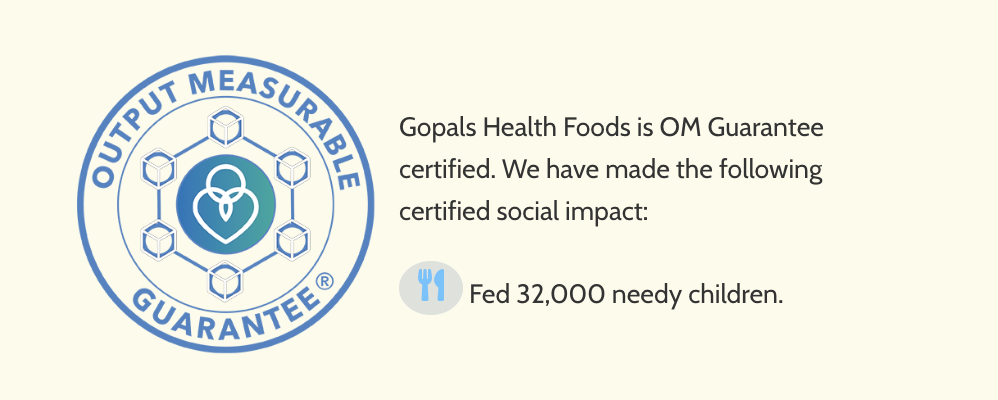 OUTPUT MEASURABLE
GUARANTEE®
Gopals Health Foods is OM Guarantee
certified. We have made the following
certified social impact:
Fed 32,000 needy children.